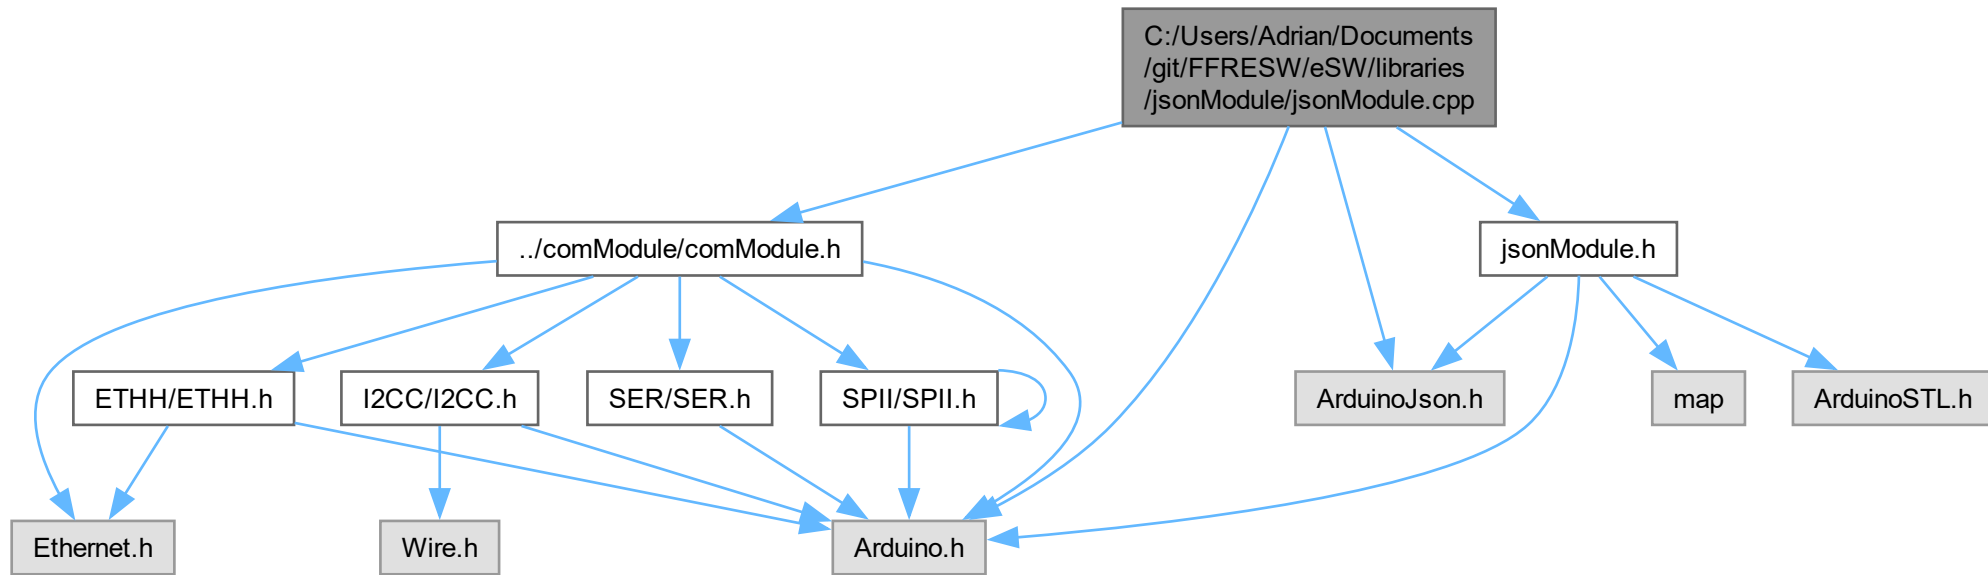 C:/Users/Adrian/Documents
/git/FFRESW/eSW/libraries
/jsonModule/jsonModule.cpp
../comModule/comModule.h
jsonModule.h
ETHH/ETHH.h
I2CC/I2CC.h
SER/SER.h
SPII/SPII.h
ArduinoJson.h
map
ArduinoSTL.h
Ethernet.h
Wire.h
Arduino.h